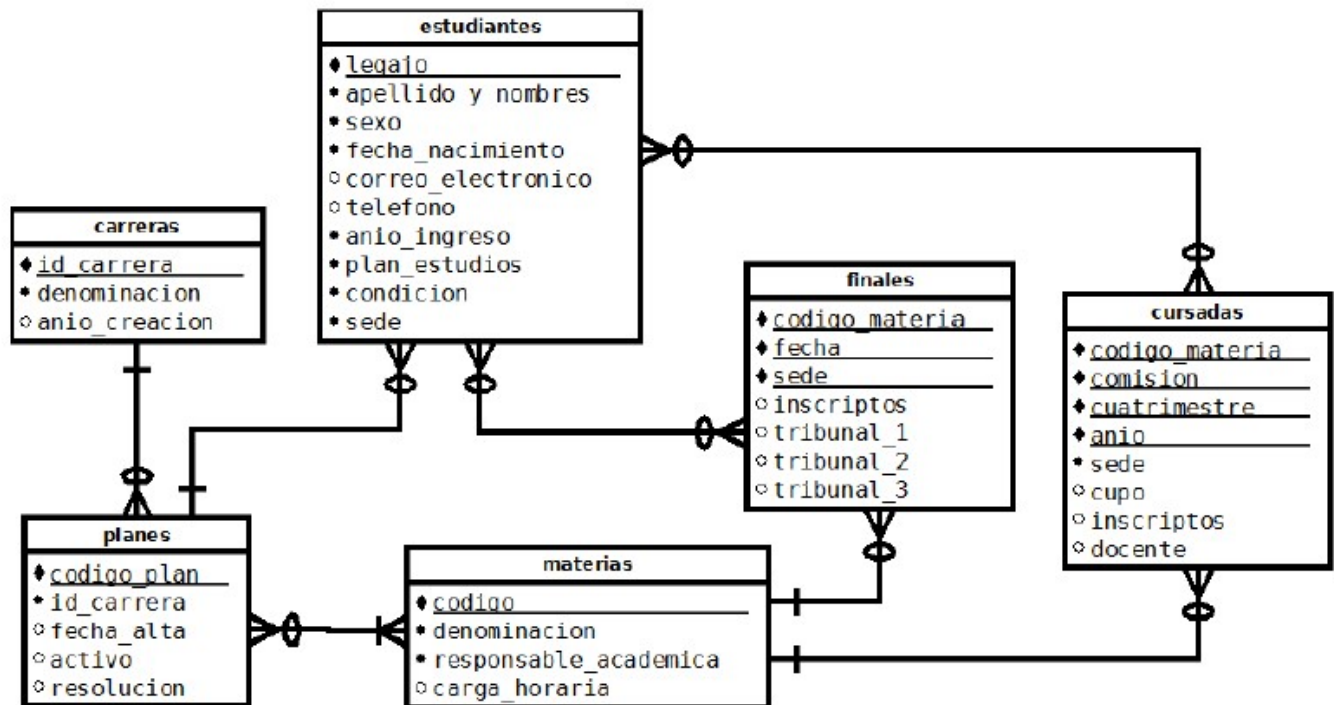 estudiantes
legajo
apellido y nombres
sexo
fecha_nacimiento
correo_electronico
telefono
anio_ingreso
plan_estudios
condicion
sede
carreras
id_carrera
denominacion
anio_creacion
finales
codigo_materia
fecha
sede
inscriptos
tribunal_1
tribunal_2
tribunal_3
cursadas
codigo_materia
comision
cuatrimestre
anio
sede
cupo
inscriptos
docente
planes
codigo_plan
id_carrera
fecha_alta
activo
resolucion
materias
codigo
denominacion
responsable_academica
carga_horaria